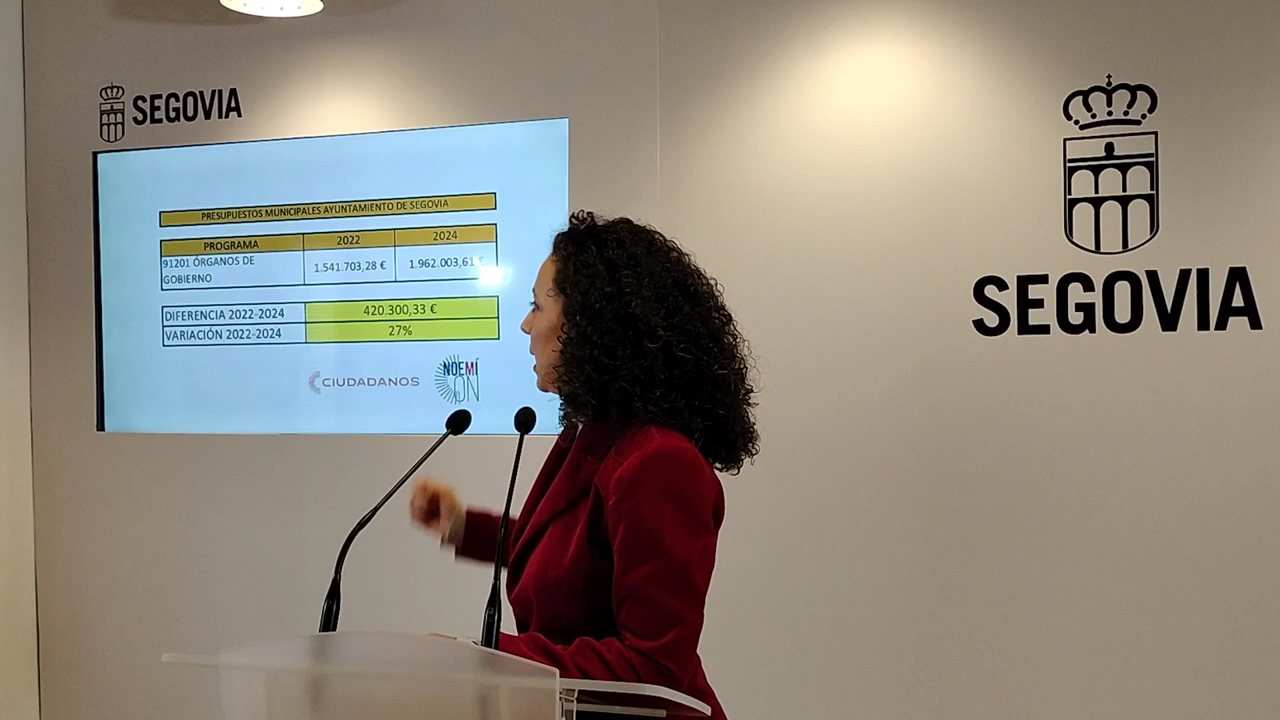 SEGOVIA
PRESUPUESTOS MUNICIPALES AYUNTAMIENTO DE SEGOVIA
PROGRAMA 2022 2024
91201 ÓRGANOS DE GOBIERNO 1.541.703,28 € 1.962.003,61 €
DIFERENCIA 2022-2024 420.300,33 €
VARIACIÓN 2022-2024 27%
CIUDADANOS
NOEMÍ
SEGOVIA